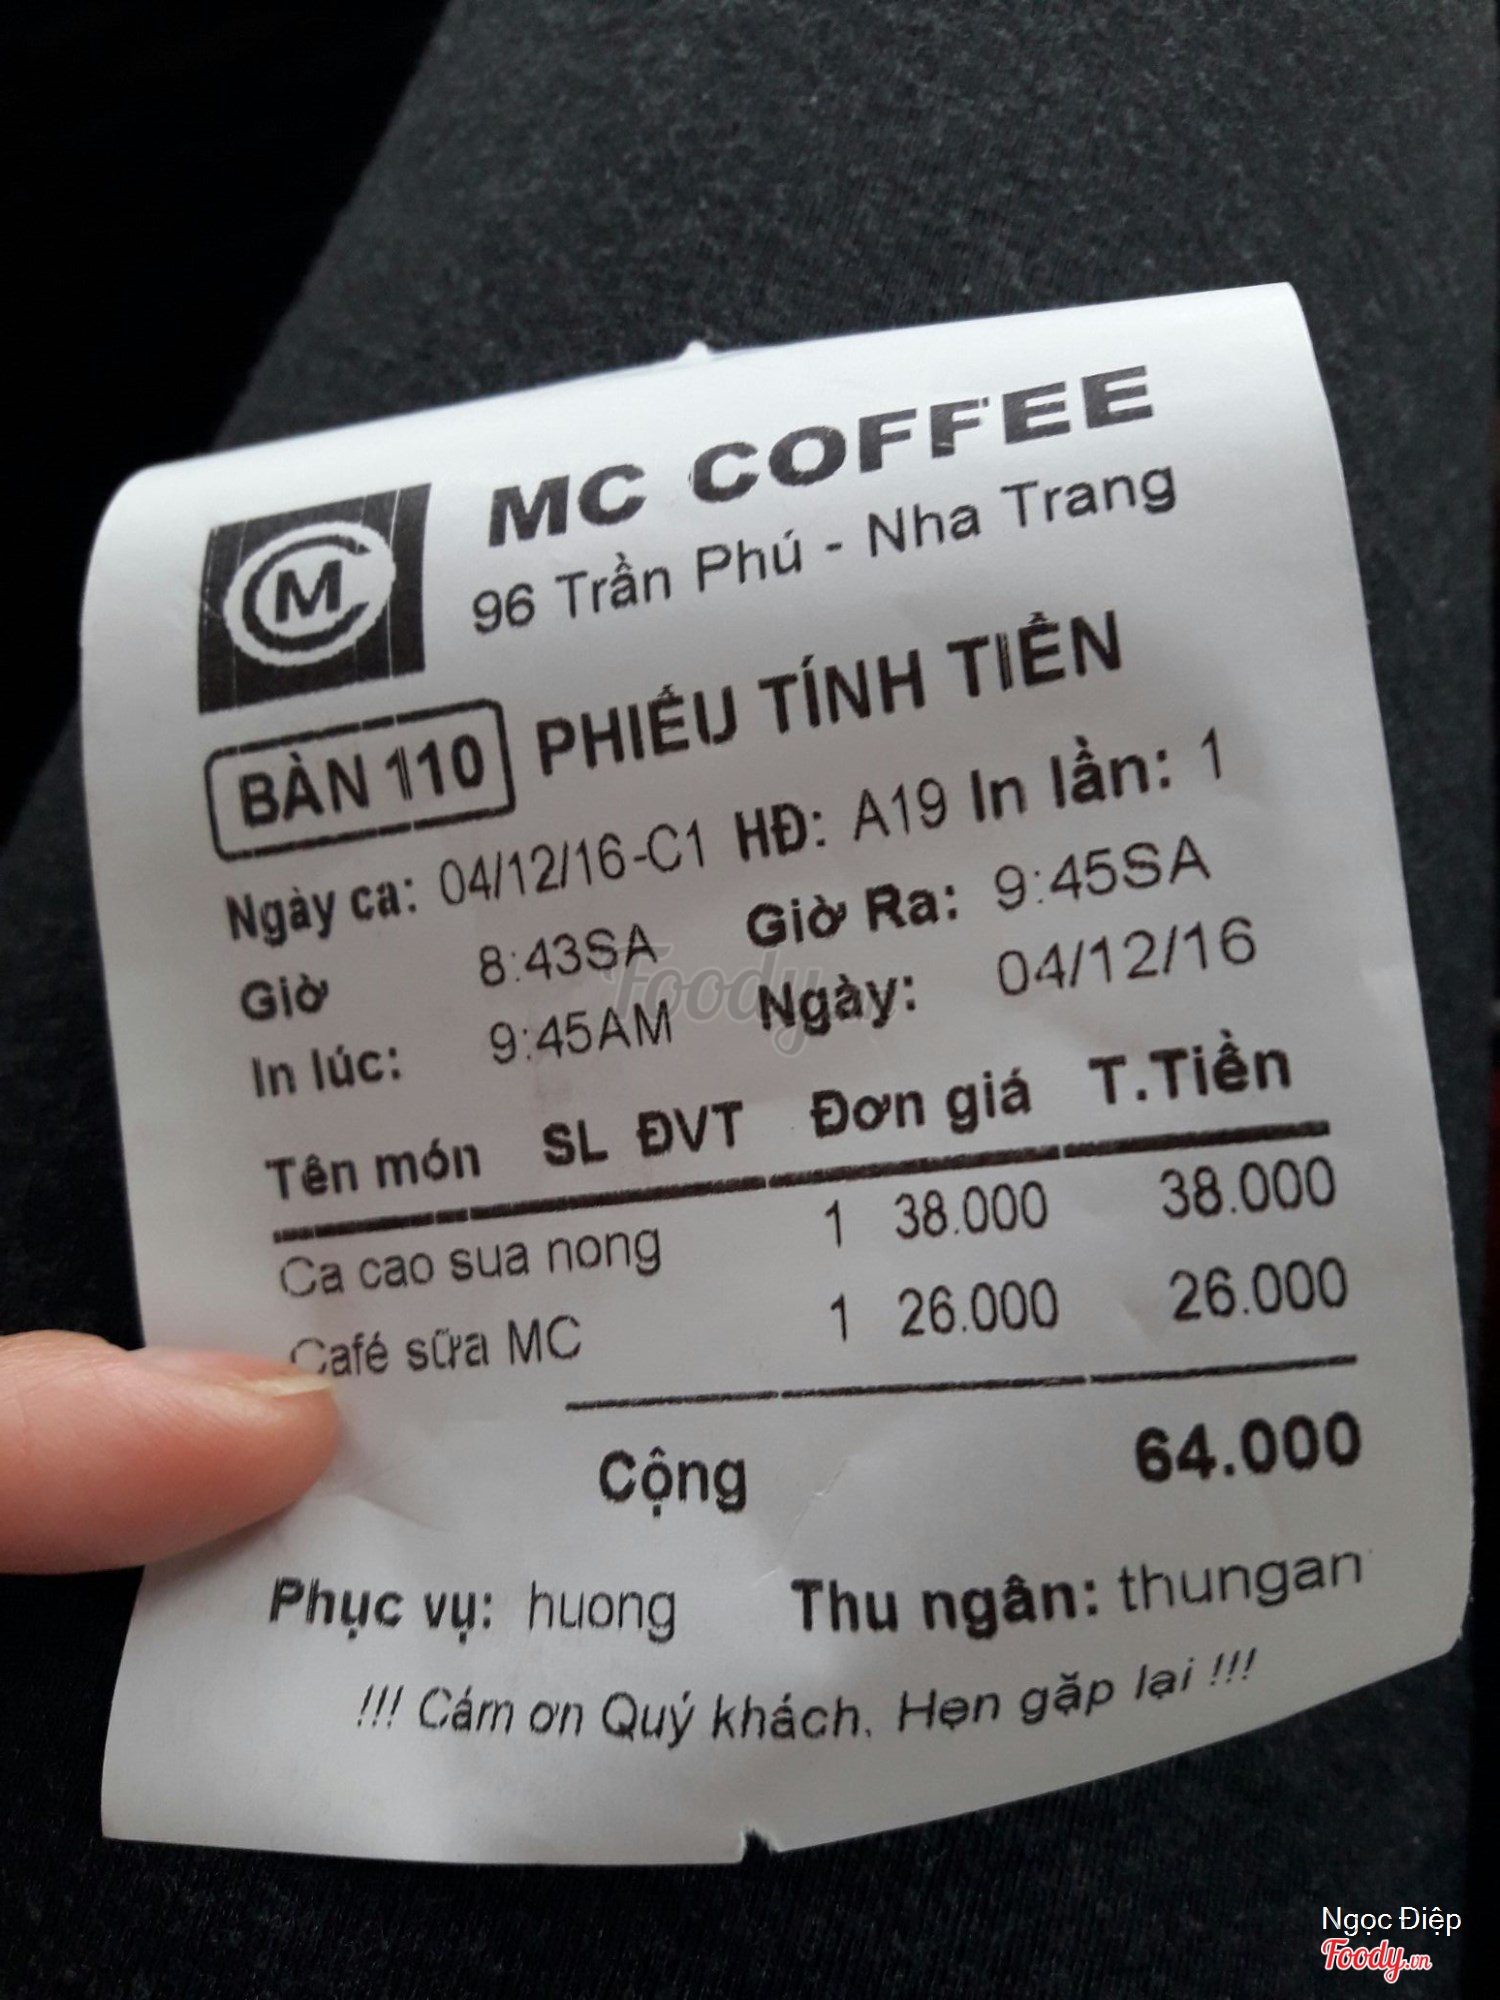 MC COFFEE
M C
96 Trần Phú - Nha Trang
BÀN 110 PHIẾU TÍNH TIỀN
Ngày ca: 04/12/16-C1 HĐ: A19 In lần: 1
Giờ 8:43SA Giờ Ra: 9:45SA
In lúc: 9:45AM Ngày: 04/12/16
Tên món SL ĐVT Đơn giá T.Tiền
Ca cao sua nong 1 38.000 38.000
Café sữa MC 1 26.000 26.000
Cộng 64.000
Phục vụ: huong Thu ngân: thungan
!!! Cám ơn Quý khách, Hẹn gặp lại !!!
Foody.vn
Ngọc Điệp
Foody.vn